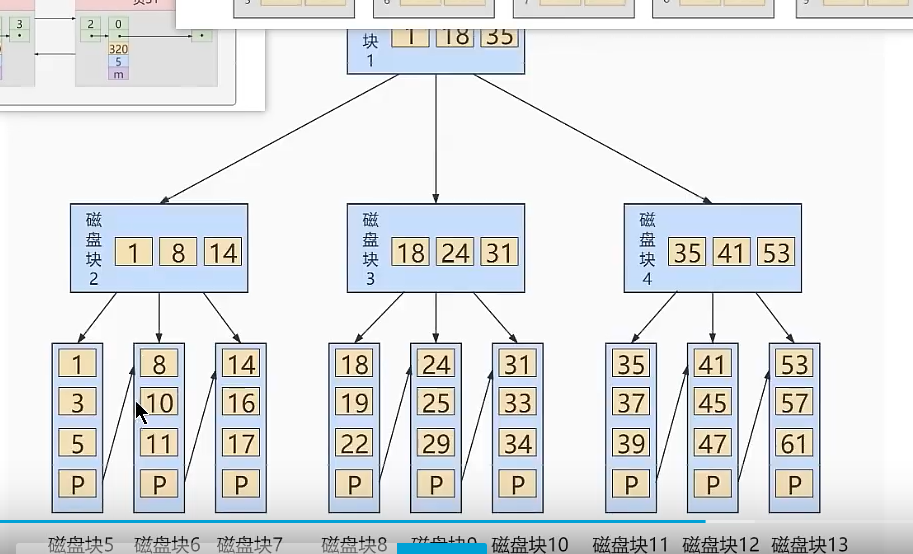 3
2 0
320
5
m
磁盘块1 1 18 35
磁盘块2 1 8 14
磁盘块3 18 24 31
磁盘块4 35 41 53
1 8 14 18 24 31 35 41 53
3 10 16 19 25 33 37 45 57
5 11 17 22 29 34 39 47 61
P P P P P P P P P
磁盘块5 磁盘块6 磁盘块7 磁盘块8 磁盘块9 磁盘块10 磁盘块11 磁盘块12 磁盘块13